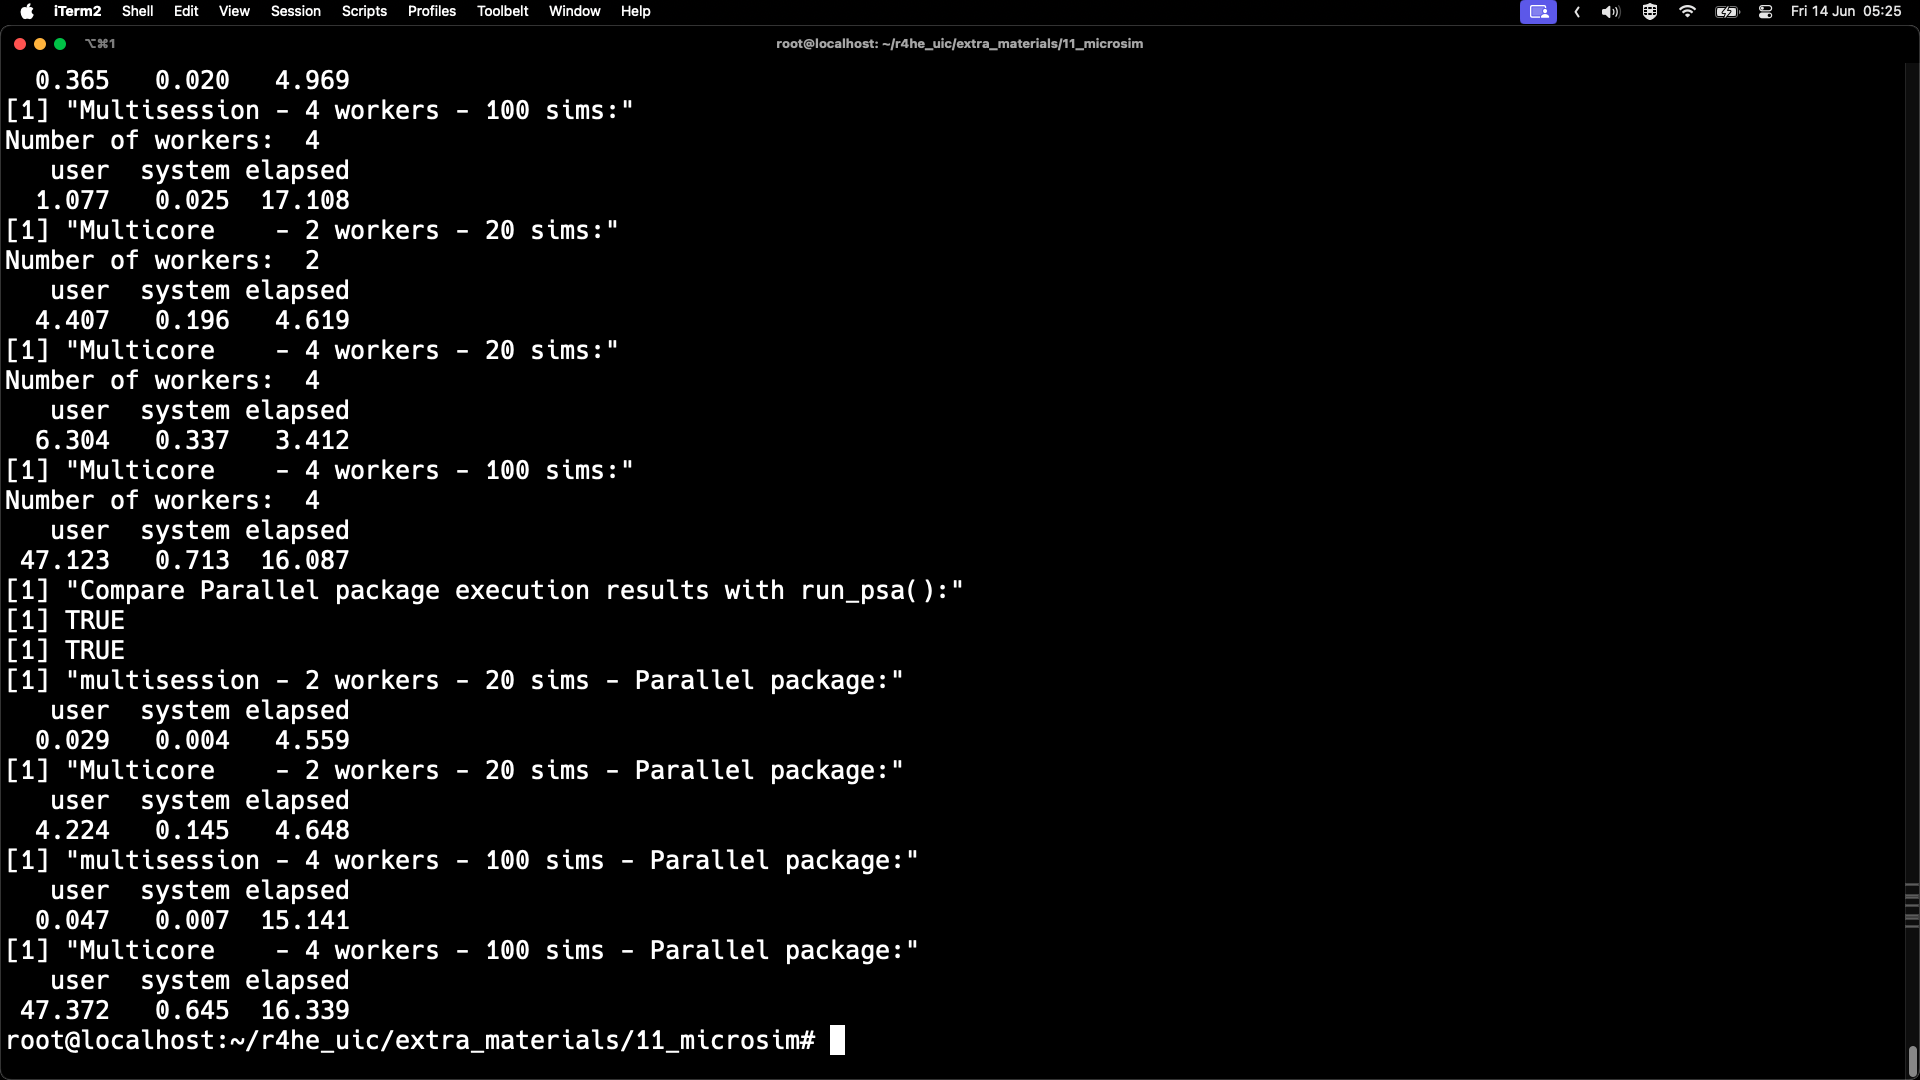 iTerm2 Shell Edit View Session Scripts Profiles Toolbelt Window Help Fri 14 Jun 05:25
⌥⌘1 root@localhost: ~/r4he_uic/extra_materials/11_microsim
0.365 0.020 4.969
[1] "Multisession - 4 workers - 100 sims:"
Number of workers: 4
user system elapsed
1.077 0.025 17.108
[1] "Multicore - 2 workers - 20 sims:"
Number of workers: 2
user system elapsed
4.407 0.196 4.619
[1] "Multicore - 4 workers - 20 sims:"
Number of workers: 4
user system elapsed
6.304 0.337 3.412
[1] "Multicore - 4 workers - 100 sims:"
Number of workers: 4
user system elapsed
47.123 0.713 16.087
[1] "Compare Parallel package execution results with run_psa():"
[1] TRUE
[1] TRUE
[1] "multisession - 2 workers - 20 sims - Parallel package:"
user system elapsed
0.029 0.004 4.559
[1] "Multicore - 2 workers - 20 sims - Parallel package:"
user system elapsed
4.224 0.145 4.648
[1] "multisession - 4 workers - 100 sims - Parallel package:"
user system elapsed
0.047 0.007 15.141
[1] "Multicore - 4 workers - 100 sims - Parallel package:"
user system elapsed
47.372 0.645 16.339
root@localhost:~/r4he_uic/extra_materials/11_microsim#